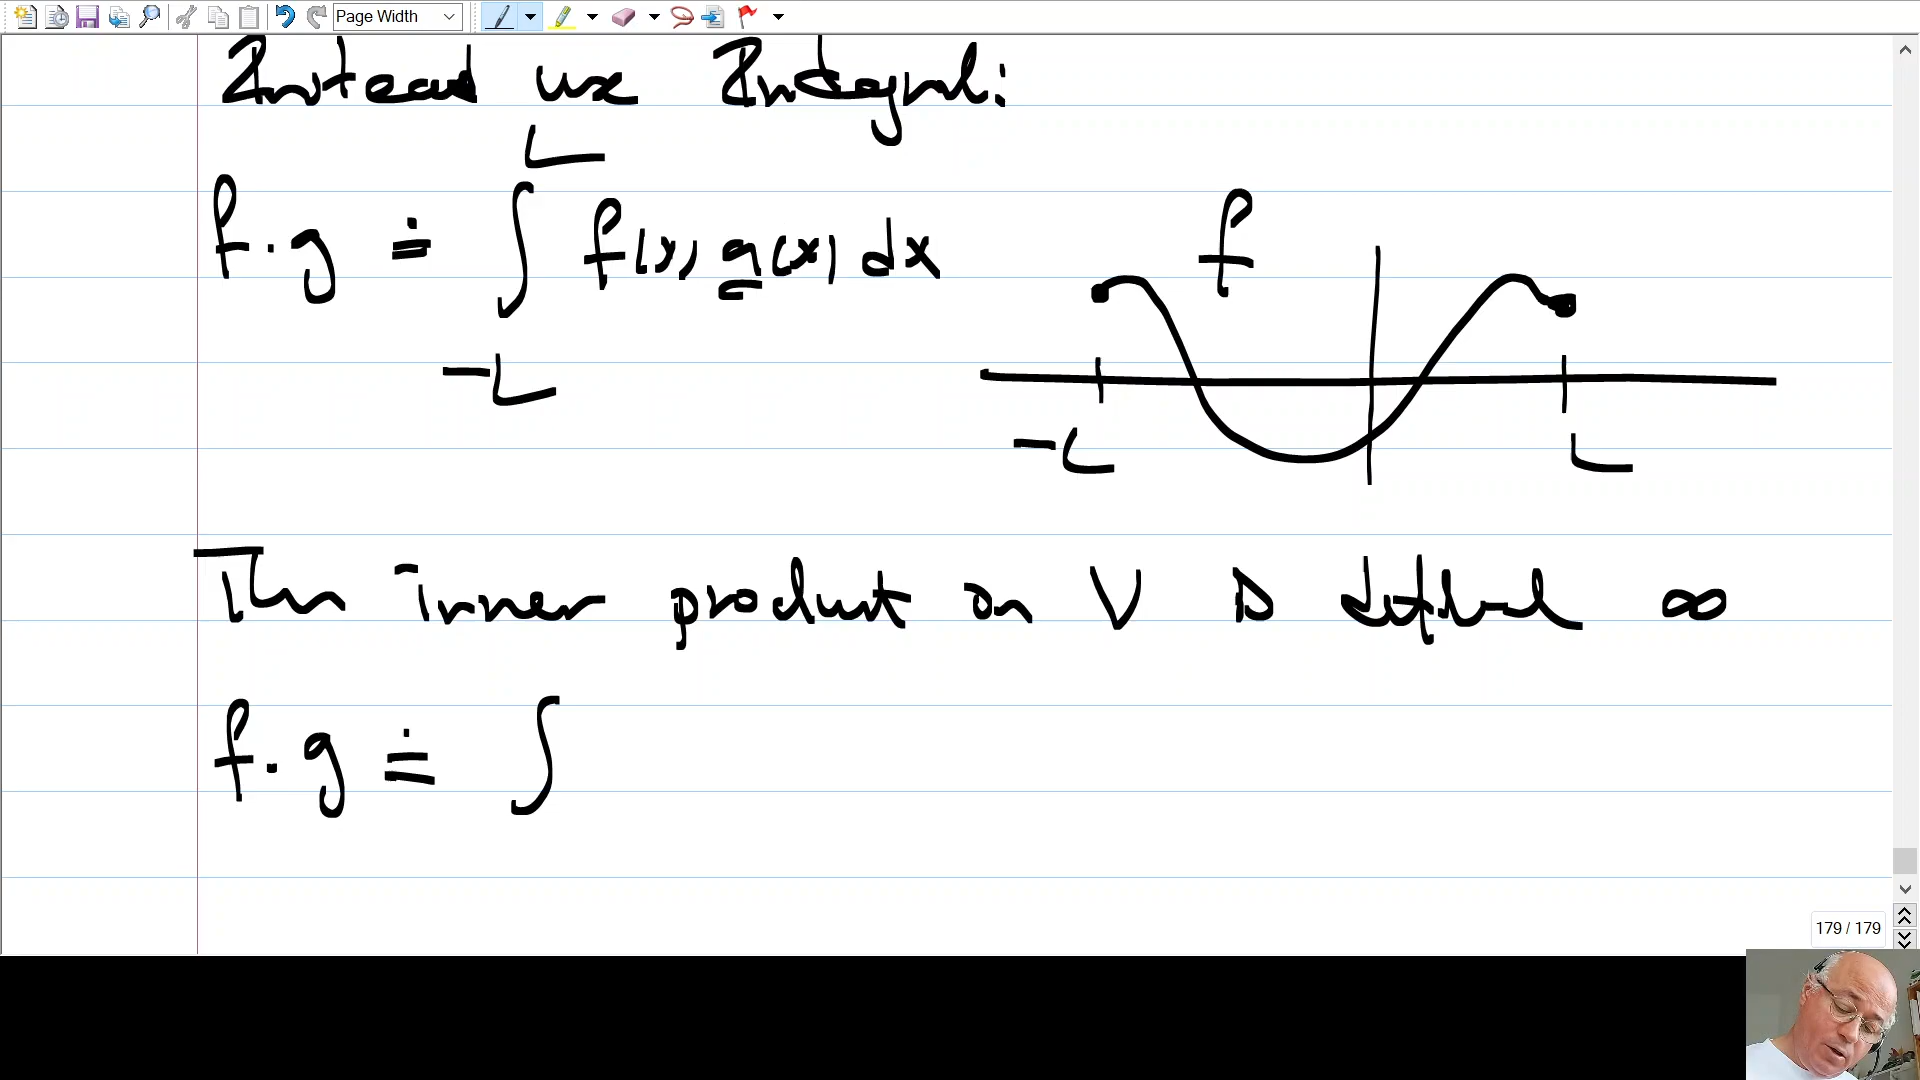 Page Width
Instead use Integral:
f·g ≐ ∫ f(x) g(x) dx
L
-L
f
-L
L
The inner product on V is defined as
f·g ≐ ∫
179 / 179